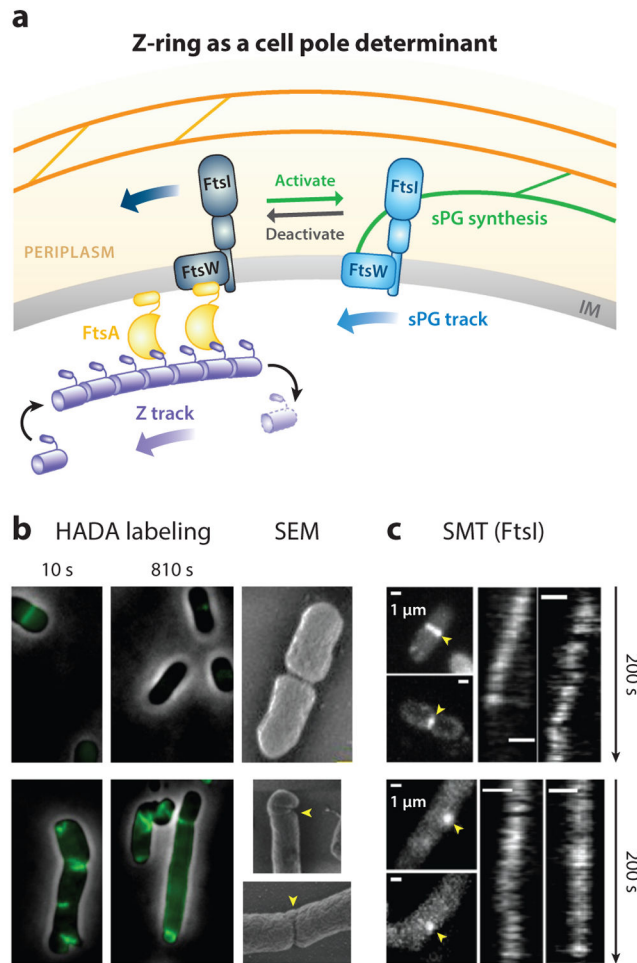 a
Z-ring as a cell pole determinant
FtsI
Activate
Deactivate
FtsI
sPG synthesis
PERIPLASM
FtsW
FtsW
IM
FtsA
sPG track
Z track
b HADA labeling SEM
10 s 810 s
c SMT (FtsI)
1 μm
200 s
1 μm
200 s